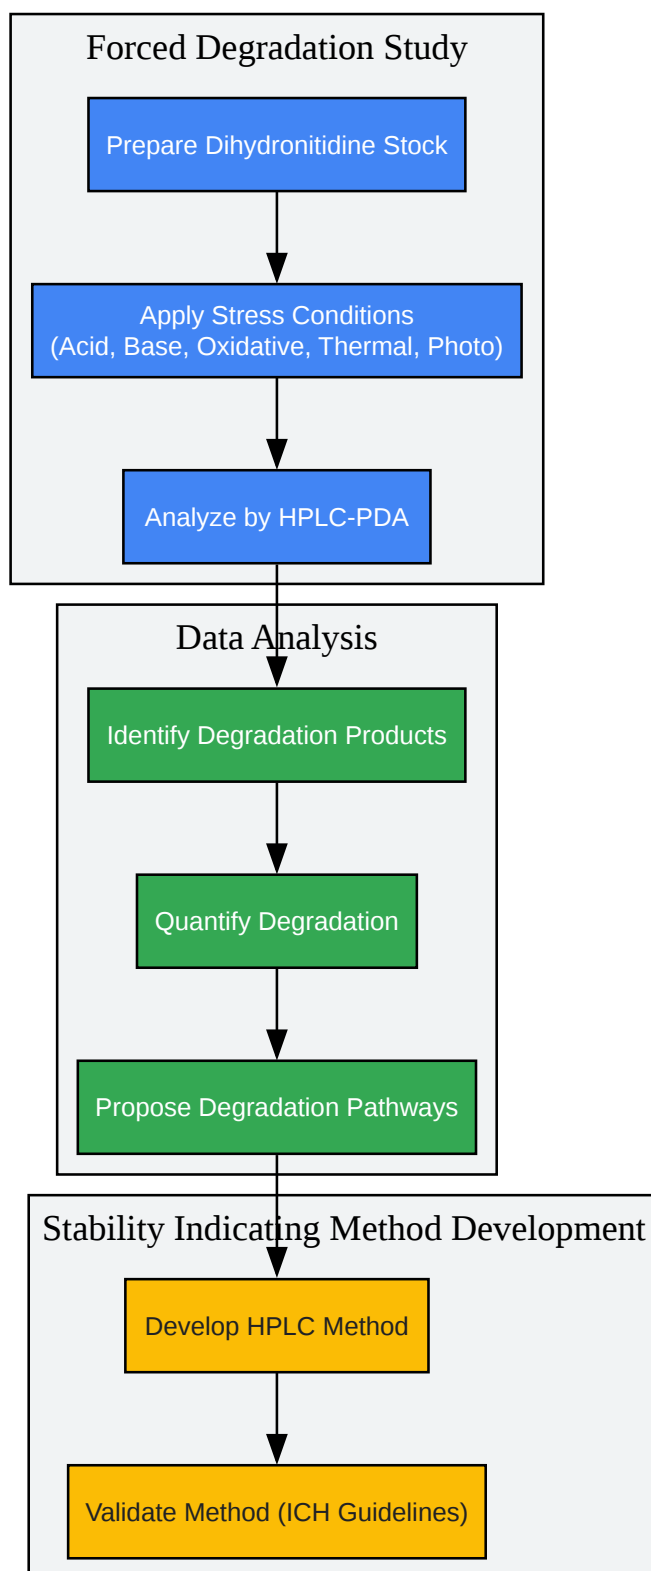 Forced Degradation Study
Prepare Dihydronitidine Stock
Apply Stress Conditions
(Acid, Base, Oxidative, Thermal, Photo)
Analyze by HPLC-PDA
Data Analysis
Identify Degradation Products
Quantify Degradation
Propose Degradation Pathways
Stability Indicating Method Development
Develop HPLC Method
Validate Method (ICH Guidelines)